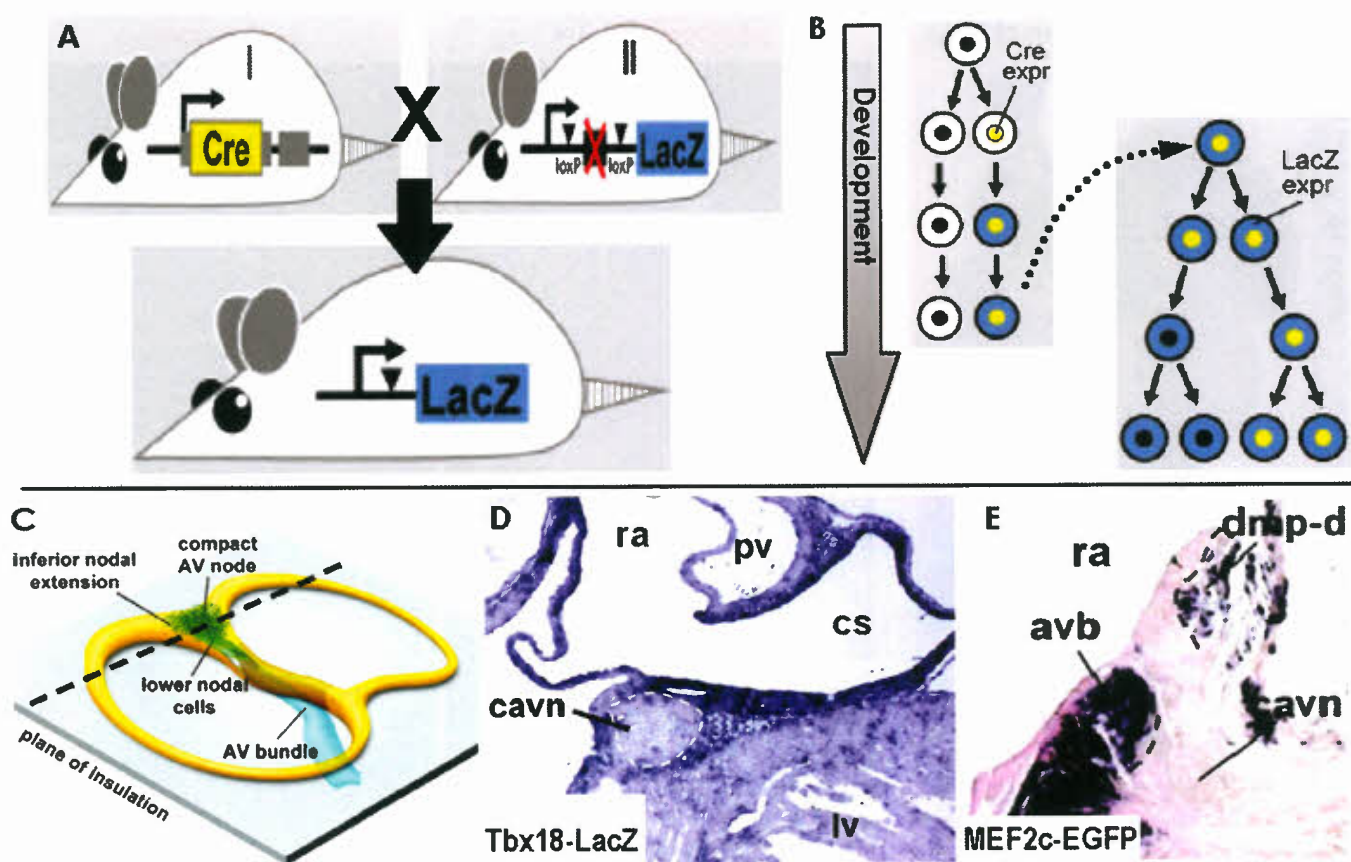 A
I
Cre
X
II
loxP
loxP
LacZ
LacZ
B
Development
Cre
expr
LacZ
expr
C
inferior nodal
extension
compact
AV node
lower nodal
cells
AV bundle
plane of insulation
D
ra
pv
cs
cavn
lv
Tbx18-LacZ
E
dmp-d
ra
avb
cavn
MEF2c-EGFP